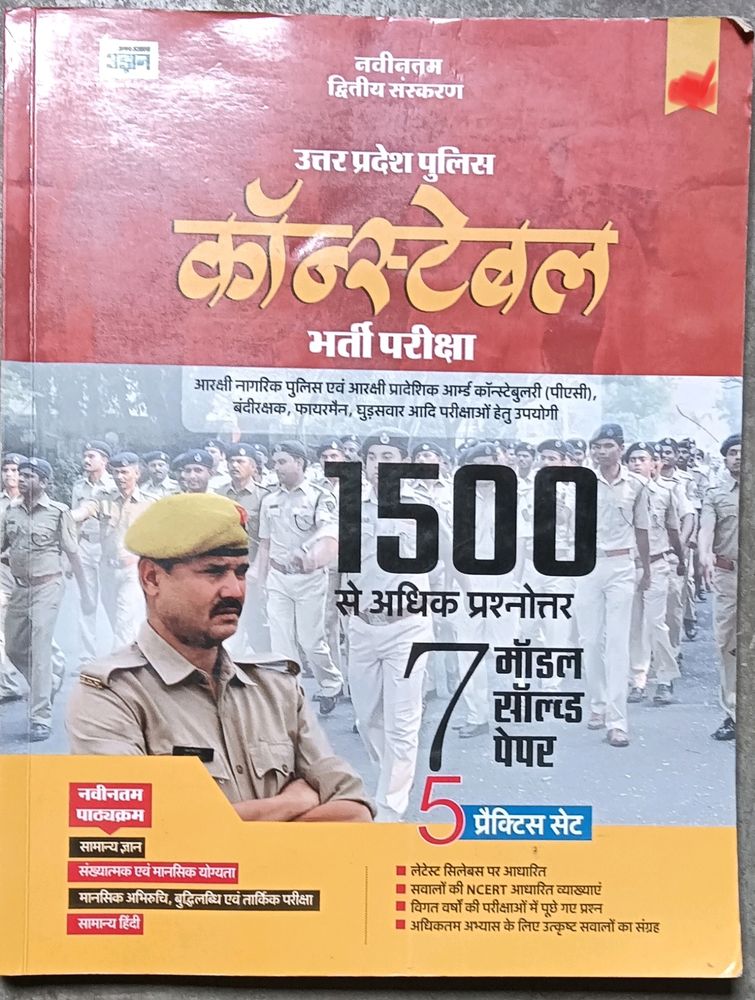 उड़ान
नवीनतम
द्वितीय संस्करण
उत्तर प्रदेश पुलिस
कॉन्स्टेबल
भर्ती परीक्षा
आरक्षी नागरिक पुलिस एवं आरक्षी प्रादेशिक आर्म्ड कॉन्स्टेबुलरी (पीएसी),
बंदीरक्षक, फायरमैन, घुड़सवार आदि परीक्षाओं हेतु उपयोगी
1500
से अधिक प्रश्नोत्तर
7 मॉडल
सॉल्व्ड
पेपर
5 प्रैक्टिस सेट
नवीनतम
पाठ्यक्रम
सामान्य ज्ञान
संख्यात्मक एवं मानसिक योग्यता
मानसिक अभिरुचि, बुद्धिलब्धि एवं तार्किक परीक्षा
सामान्य हिंदी
लेटेस्ट सिलेबस पर आधारित
सवालों की NCERT आधारित व्याख्याएं
विगत वर्षों की परीक्षाओं में पूछे गए प्रश्न
अधिकतम अभ्यास के लिए उत्कृष्ट सवालों का संग्रह